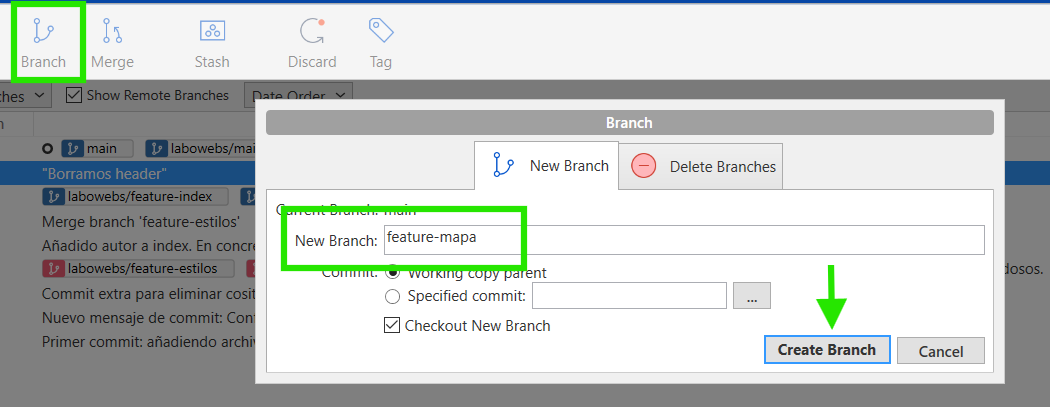 Branch Merge Stash Discard Tag
ches Show Remote Branches Date Order
main labowebs/mai
"Borramos header"
labowebs/feature-index
Merge branch 'feature-estilos'
Añadido autor a index. En concre
labowebs/feature-estilos dosos.
Commit extra para eliminar cosit
Nuevo mensaje de commit: Cont
Primer commit: añadiendo archiv
Branch
New Branch Delete Branches
Current Branch: main
New Branch: feature-mapa
Commit: Working copy parent
Specified commit: ...
Checkout New Branch
Create Branch Cancel